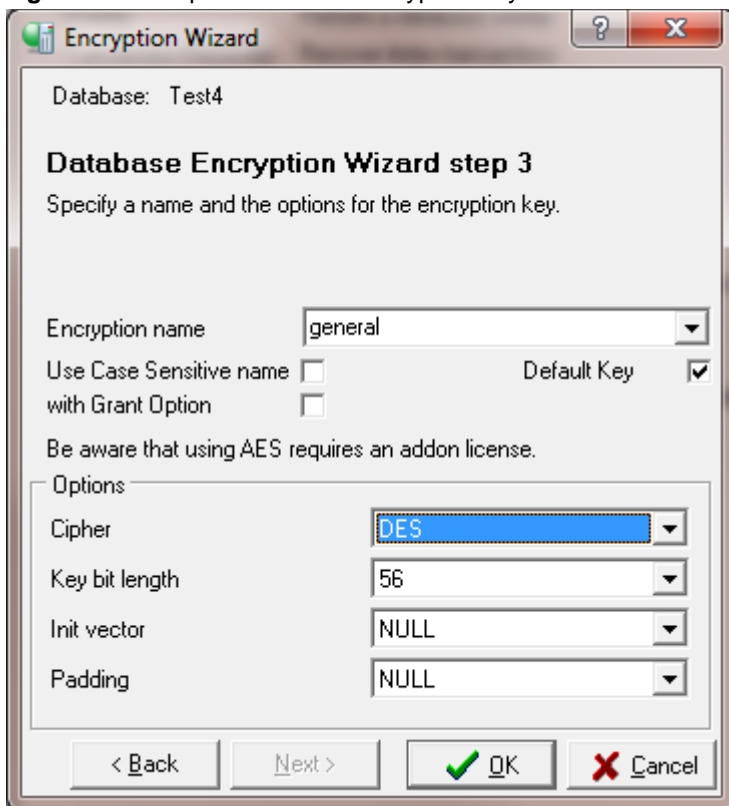 Encryption Wizard
?
Database: Test4
Database Encryption Wizard step 3
Specify a name and the options for the encryption key.
Encryption name general
Use Case Sensitive name Default Key
with Grant Option
Be aware that using AES requires an addon license.
Options
Cipher DES
Key bit length 56
Init vector NULL
Padding NULL
< Back Next > OK Cancel